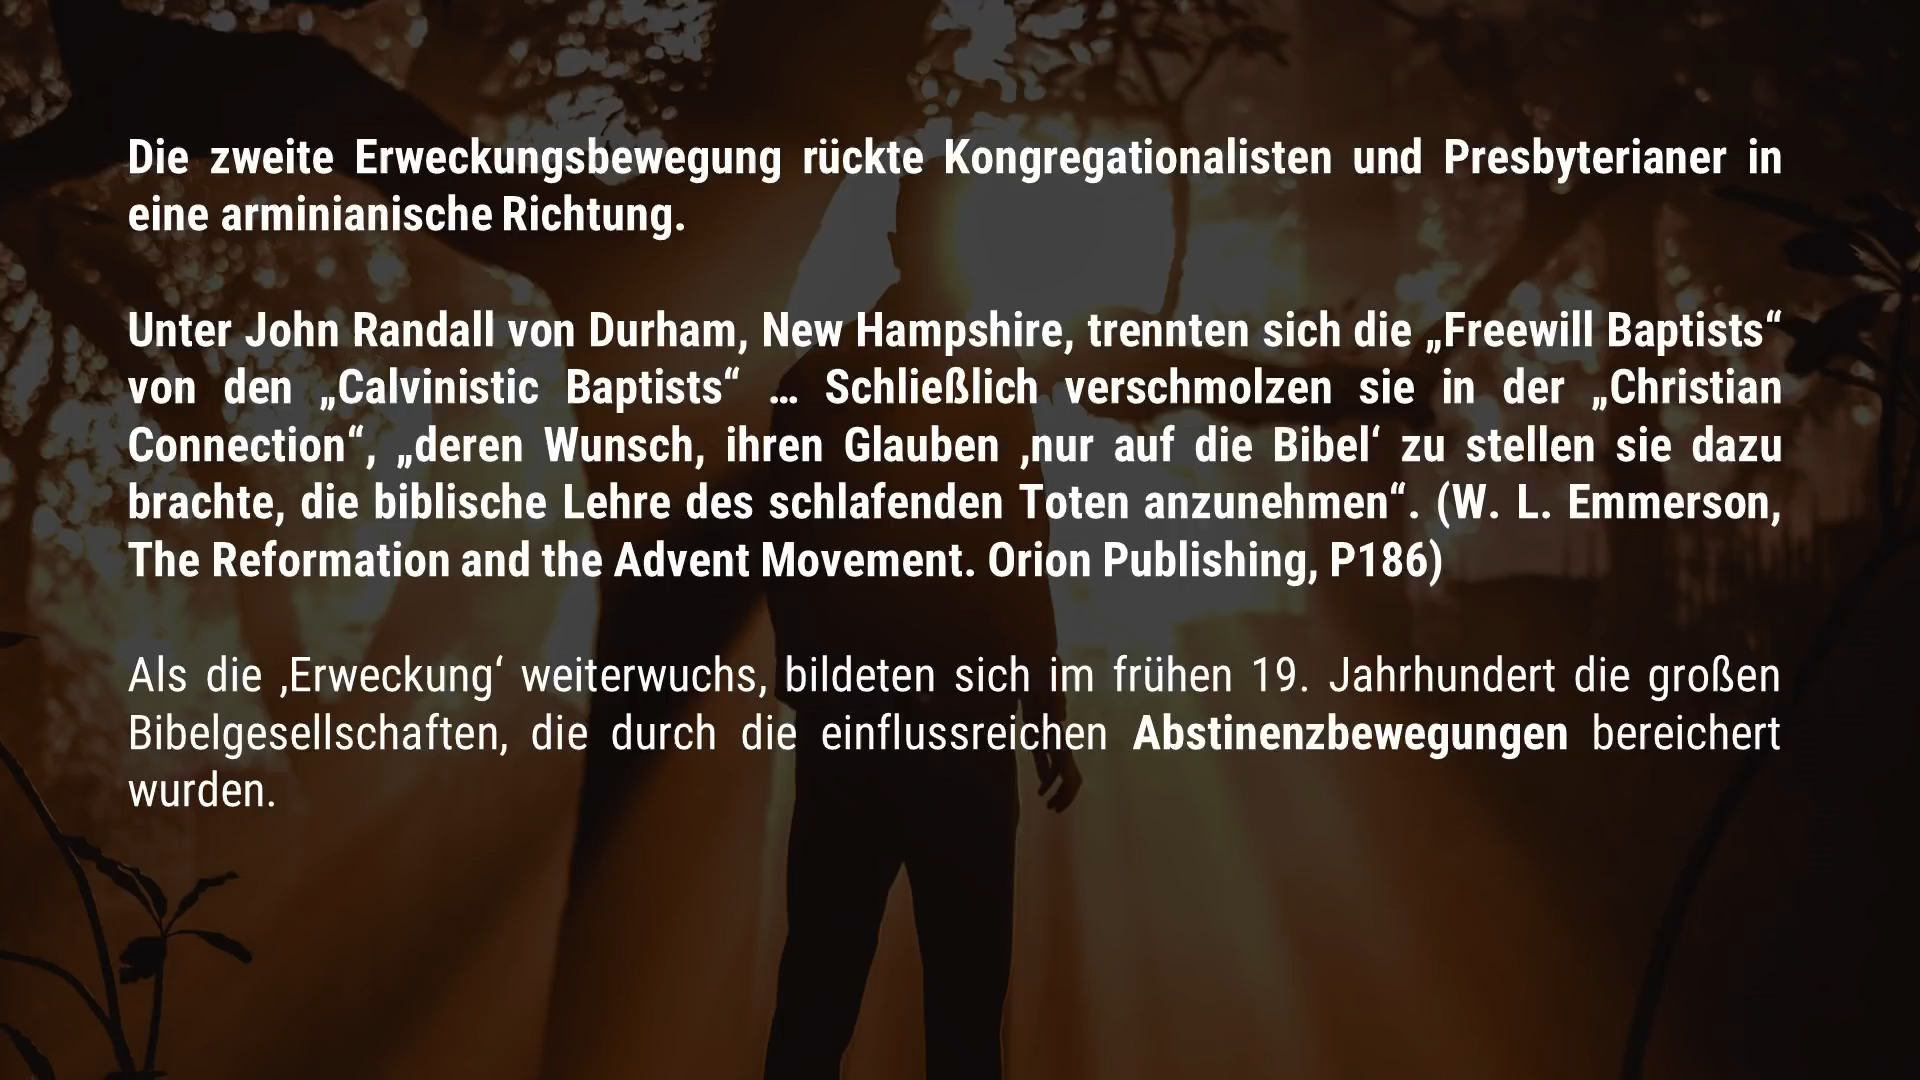 Die zweite Erweckungsbewegung rückte Kongregationalisten und Presbyterianer in
eine arminianische Richtung.
Unter John Randall von Durham, New Hampshire, trennten sich die „Freewill Baptists“
von den „Calvinistic Baptists“ … Schließlich verschmolzen sie in der „Christian
Connection“, „deren Wunsch, ihren Glauben ‚nur auf die Bibel‘ zu stellen sie dazu
brachte, die biblische Lehre des schlafenden Toten anzunehmen“. (W. L. Emmerson,
The Reformation and the Advent Movement. Orion Publishing, P186)
Als die ‚Erweckung‘ weiterwuchs, bildeten sich im frühen 19. Jahrhundert die großen
Bibelgesellschaften, die durch die einflussreichen Abstinenzbewegungen bereichert
wurden.